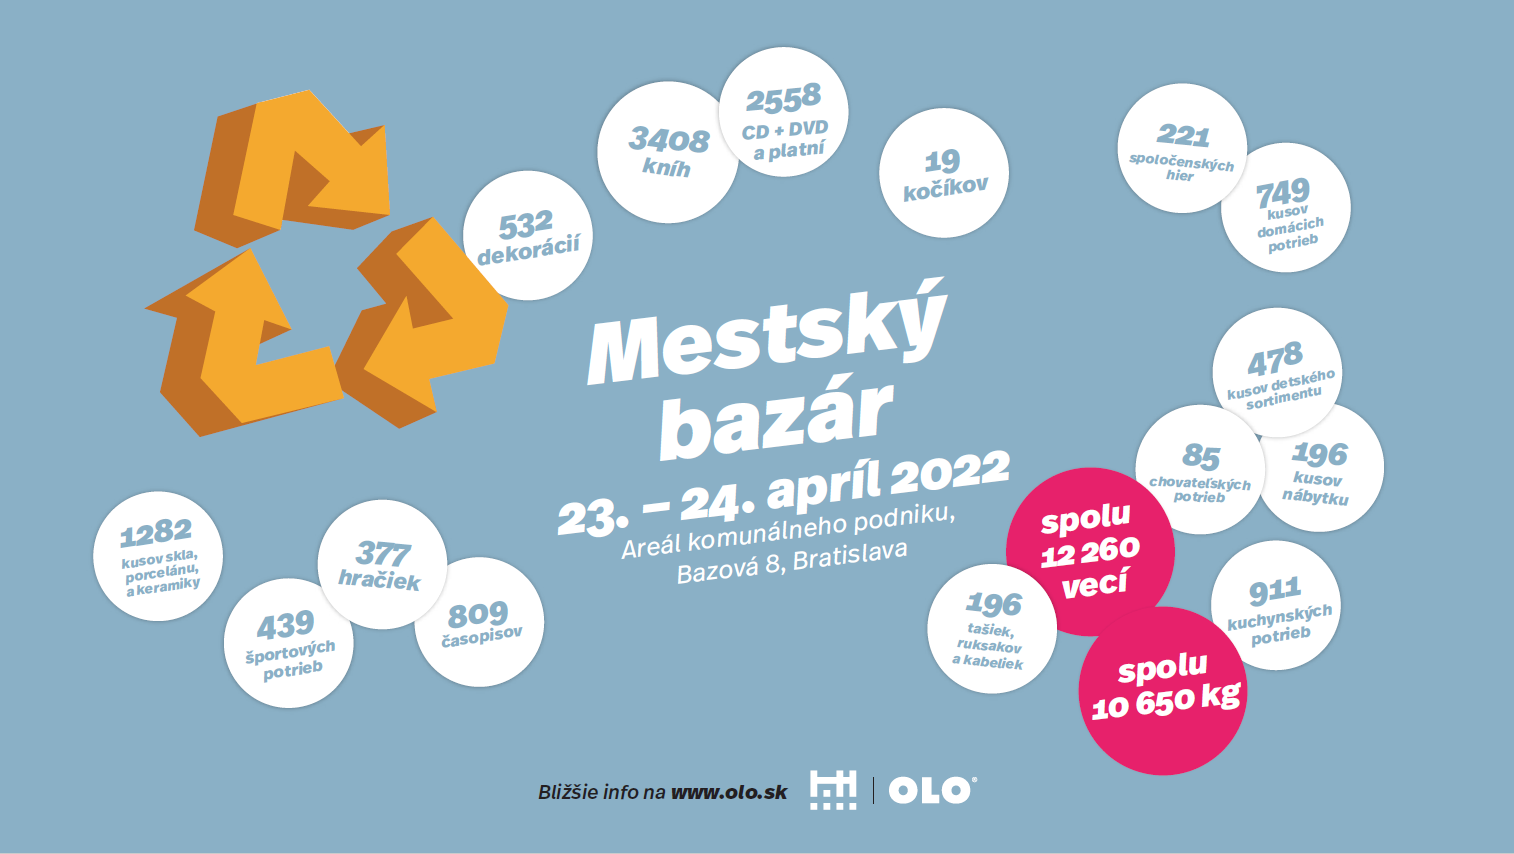 2558
CD + DVD
a platní
3408
kníh
19
kočíkov
221
spoločenských
hier
749
kusov
domácich
potrieb
532
dekorácií
Mestský
bazár
23. – 24. apríl 2022
Areál komunálneho podniku,
Bazová 8, Bratislava
478
kusov detského
sortimentu
85
chovateľských
potrieb
196
kusov
nábytku
spolu
12 260
vecí
1282
kusov skla,
porcelánu,
a keramiky
377
hračiek
439
športových
potrieb
809
časopisov
196
tašiek,
ruksakov
a kabeliek
911
kuchynských
potrieb
spolu
10 650 kg
Bližšie info na www.olo.sk
OLO®